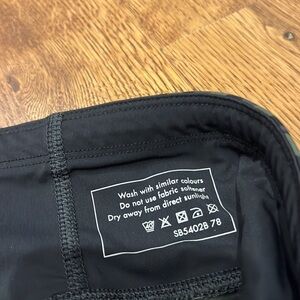 Wash with similar colours
Do not use fabric softener
Dry away from direct sunlight
SB5402B 78